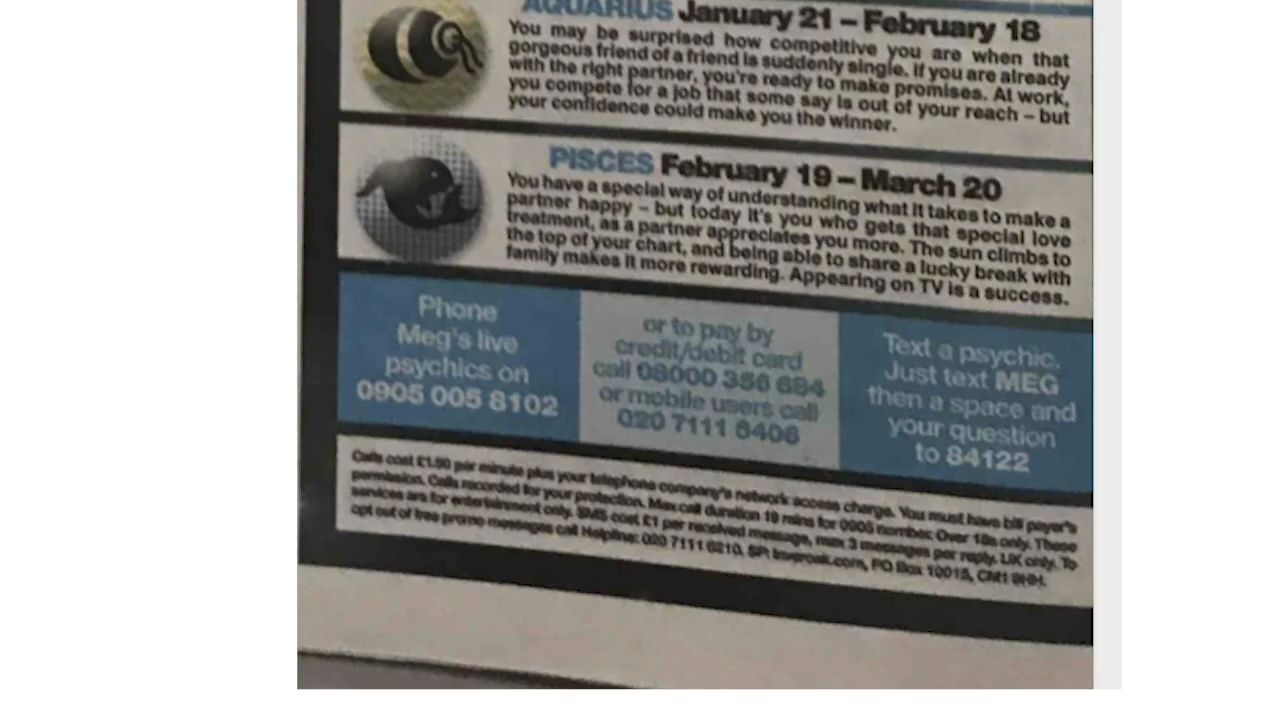 AQUARIUS January 21 – February 18
You may be surprised how competitive you are when that
gorgeous friend of a friend is suddenly single. If you are already
with the right partner, you're ready to make promises. At work,
you compete for a job that some say is out of your reach – but
your confidence could make you the winner.
PISCES February 19 – March 20
You have a special way of understanding what it takes to make a
partner happy – but today it's you who gets that special love
treatment, as a partner appreciates you more. The sun climbs to
the top of your chart, and being able to share a lucky break with
family makes it more rewarding. Appearing on TV is a success.
Phone
Meg's live
psychics on
0905 005 8102
or to pay by
credit/debit card
call 08000 356 684
or mobile users call
020 7111 6406
Text a psychic.
Just text MEG
then a space and
your question
to 84122
Calls cost £1.50 per minute plus your telephone company's network access charge. You must have bill payer's
permission. Calls recorded for your protection. Max call duration 19 mins for 0905 number. Over 18s only. These
services are for entertainment only. SMS cost £1 per received message, max 3 messages per reply. UK only. To
opt out of free promo messages call Helpline: 020 7111 6210. SP: Inveroak.com, PO Box 10015, CM1